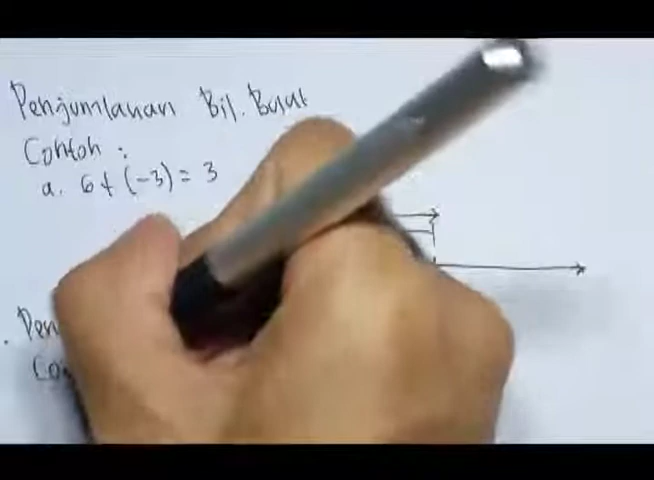 Penjumlahan Bil. Bulat
Contoh :
a. 6 + (-3) = 3